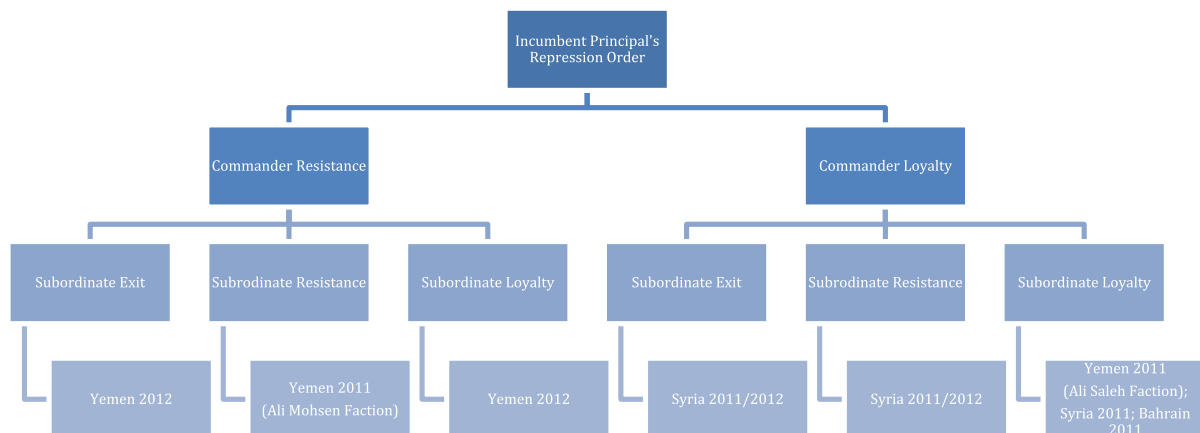 Incumbent Principal's
Repression Order
Commander Resistance
Commander Loyalty
Subordinate Exit
Subrodinate Resistance
Subordinate Loyalty
Subordinate Exit
Subrodinate Resistance
Subordinate Loyalty
Yemen 2012
Yemen 2011
(Ali Mohsen Faction)
Yemen 2012
Syria 2011/2012
Syria 2011/2012
Yemen 2011
(Ali Saleh Faction);
Syria 2011; Bahrain
2011